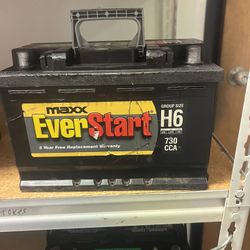 maxx
EverStart
3 Year Free Replacement Warranty
GROUP SIZE
H6
730
CCA